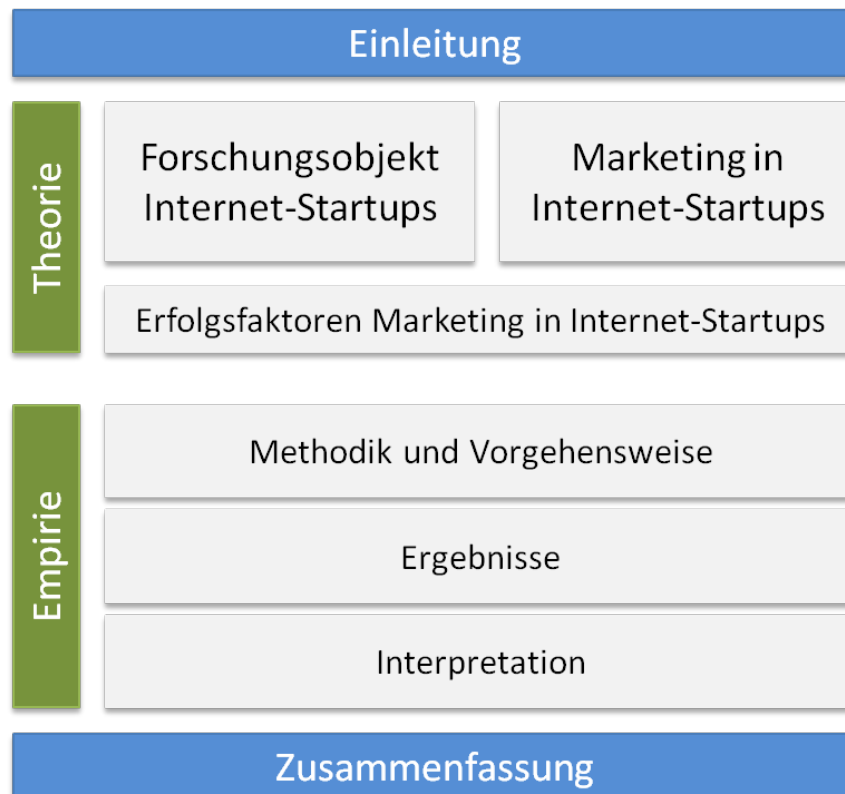 Einleitung
Theorie
Forschungsobjekt
Internet-Startups
Marketing in
Internet-Startups
Erfolgsfaktoren Marketing in Internet-Startups
Empirie
Methodik und Vorgehensweise
Ergebnisse
Interpretation
Zusammenfassung